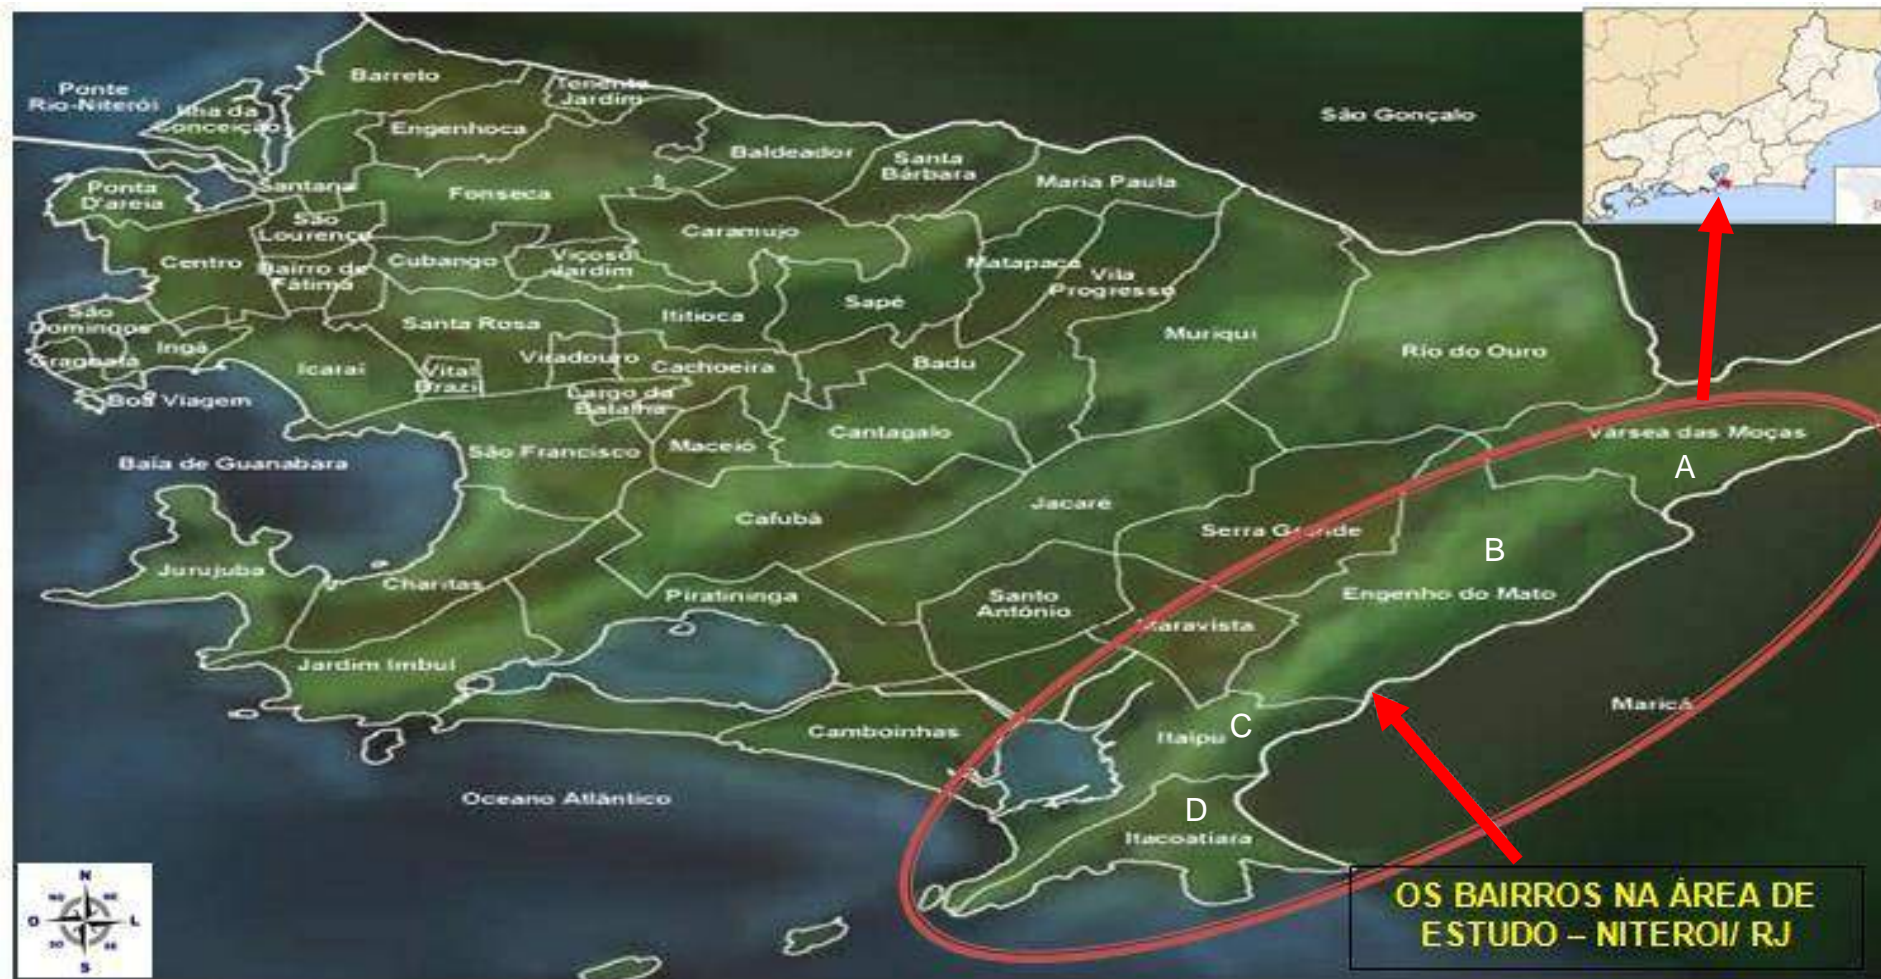 Ponte
Rio-Niterói
Ilha da
Conceição
Barreto
Tenente
Jardim
Engenhoca
São Gonçalo
Baldeador
Santa
Bárbara
Maria Paula
Ponta
D'areia
Santana
Fonseca
São
Lourenço
Caramujo
Centro
Bairro de
Fátima
Cubango
Viçoso
Jardim
Matapaca
Vila
Progresso
São
Domingos
Ingá
Gragoatá
Santa Rosa
Ititioca
Sapê
Muriqui
Rio do Ouro
Icaraí
Vital
Brazil
Viradouro
Cachoeira
Badu
Boa Viagem
Largo da
Batalha
São Francisco
Maceió
Cantagalo
Vársea das Moças
A
Baía de Guanabara
Cafubá
Jacaré
Serra Grande
B
Jurujuba
Charitas
Piratininga
Santo
Antônio
Engenho do Mato
Maravista
Jardim Imbuí
Camboinhas
Itaipu
C
Maricá
Oceano Atlântico
D
Itacoatiara
N
NO
NE
O
L
SO
SE
S
OS BAIRROS NA ÁREA DE
ESTUDO – NITEROI/ RJ